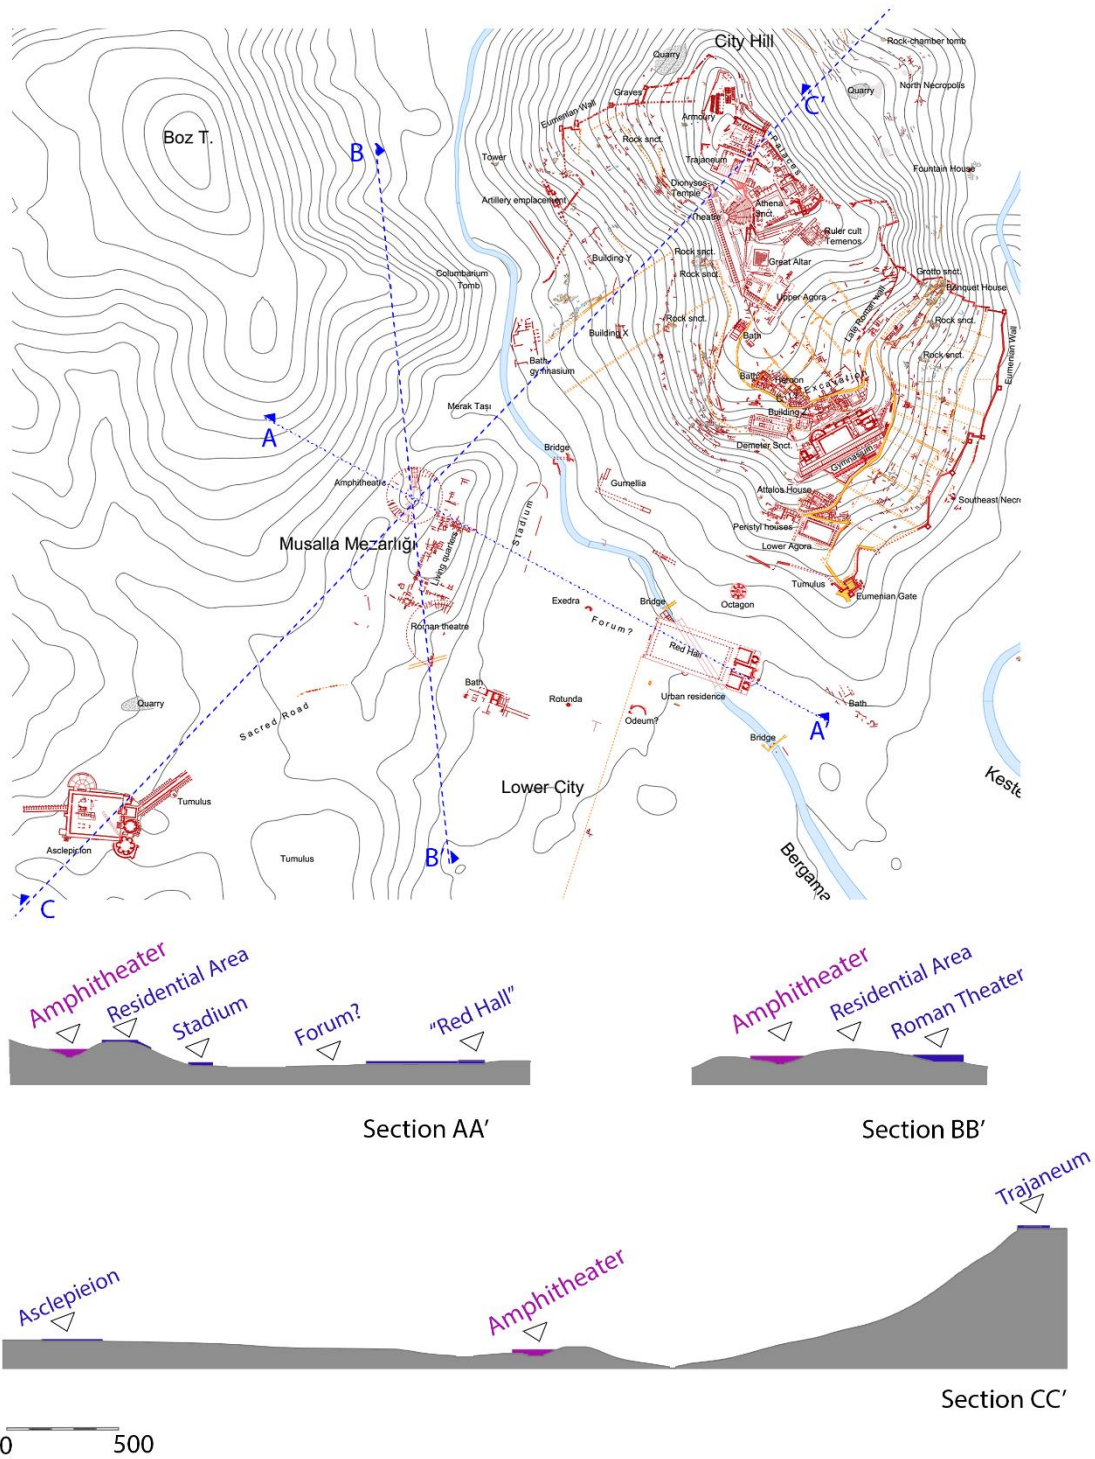 City Hill
Rock-chamber tomb
Quarry
North Necropolis
Quarry
C'
Graves
Eumenian Wall
Armoury
Boz T.
B
Rock snct.
Palaces
Tower
Trajaneum
Fountain House
Dionysos-
Temple
Artillery emplacement
Athena
Snct.
Theatre
Ruler cult
Temenos
Rock snct.
Building Y
Great Altar
Rock snct.
Columbarium
Tomb
Grotto snct.
Banquet House
Upper Agora
Late Roman wall
Rock snct.
Rock snct.
Building X
Bath
Eumenian Wall
Rock snct.
Bath-
gymnasium
Bath
Heroon
City Excavation
Merak Taşı
Building Z
A
Demeter Snct.
Bridge
Gymnasium
Amphitheatre
Gurnellia
Attalos House
Southeast Necro
Stadium
Peristyl houses
Musalla Mezarlığı
Living quarters
Lower Agora
Tumulus
Eumenian Gate
Exedra
Bridge
Octagon
Forum?
Roman theatre
Red Hall
Bath
Urban residence
Rotunda
Quarry
Bath
Sacred Road
Odeum?
A'
Bridge
Lower City
Keste
Tumulus
Asclepieion
Tumulus
B'
Bergama
C
Amphitheater
Residential Area
Stadium
Forum?
"Red Hall"
Section AA'
Amphitheater
Residential Area
Roman Theater
Section BB'
Trajaneum
Asclepieion
Amphitheater
Section CC'
0 500